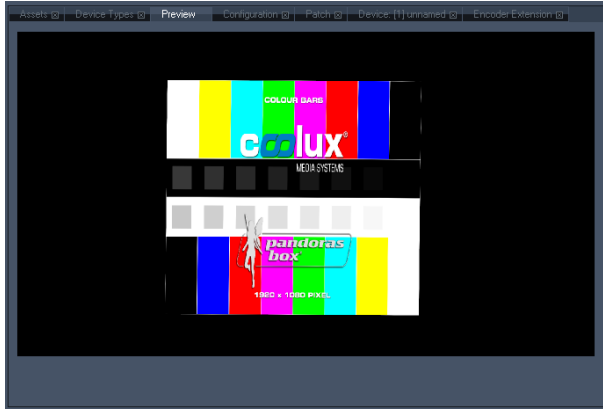 Assets Device Types Preview Configuration Patch Device: [1] unnamed Encoder Extension
COLOUR BARS
coolux®
MEDIA SYSTEMS
pandoras
box
1920 x 1080 PIXEL